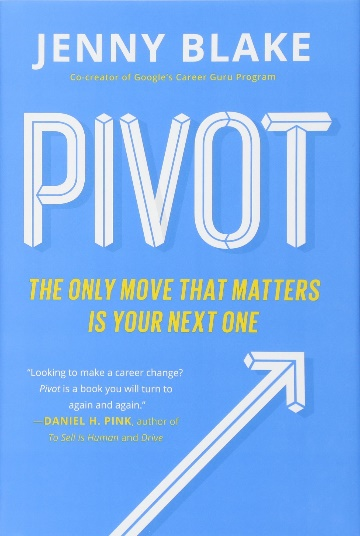 JENNY BLAKE
Co-creator of Google's Career Guru Program
PIVOT
THE ONLY MOVE THAT MATTERS
IS YOUR NEXT ONE
"Looking to make a career change?
Pivot is a book you will turn to
again and again."
—DANIEL H. PINK, author of
To Sell Is Human and Drive